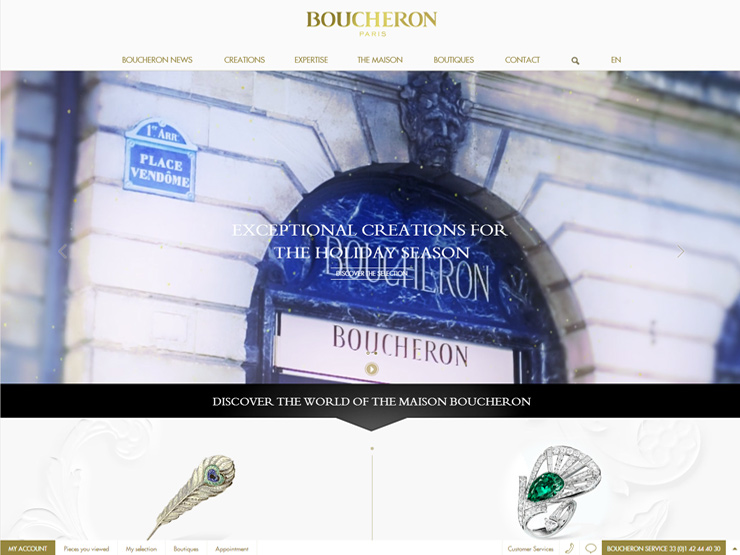 BOUCHERON
PARIS
BOUCHERON NEWS CREATIONS EXPERTISE THE MAISON BOUTIQUES CONTACT EN
1er ARR.
PLACE
VENDÔME
EXCEPTIONAL CREATIONS FOR
THE HOLIDAY SEASON
DISCOVER THE SELECTION
BOUCHERON
BOUCHERON
DISCOVER THE WORLD OF THE MAISON BOUCHERON
MY ACCOUNT Pieces you viewed My selection Boutiques Appointment Customer Services BOUCHERON SERVICE 33 (0)1 42 44 40 30